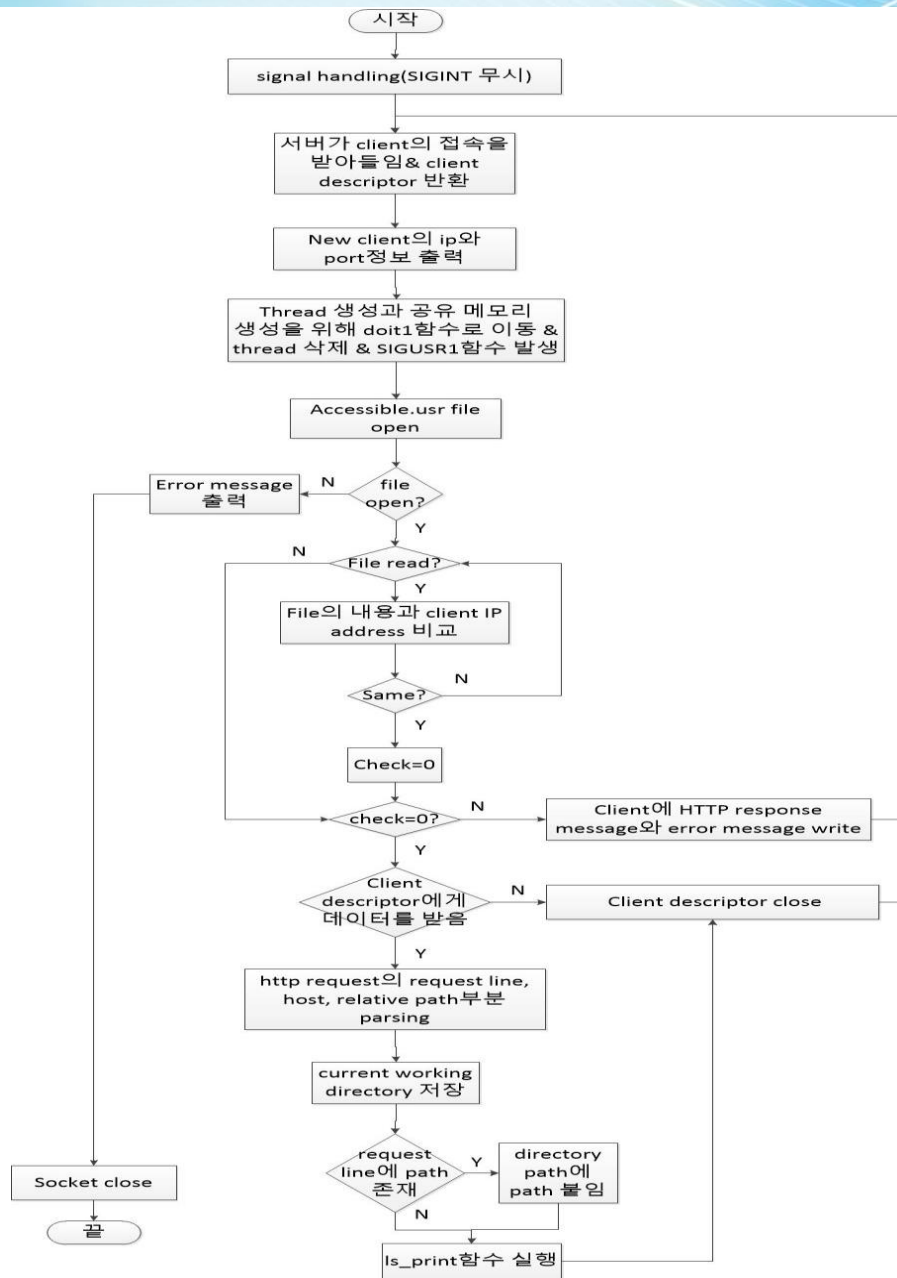 시작
signal handling(SIGINT 무시)
서버가 client의 접속을
받아들임& client
descriptor 반환
New client의 ip와
port정보 출력
Thread 생성과 공유 메모리
생성을 위해 doit1함수로 이동 &
thread 삭제 & SIGUSR1함수 발생
Accessible.usr file
open
file
open?
N
Error message
출력
Y
File read?
N
Y
File의 내용과 client IP
address 비교
Same?
N
Y
Check=0
check=0?
N
Client에 HTTP response
message와 error message write
Y
Client
descriptor에게
데이터를 받음
N
Client descriptor close
Y
http request의 request line,
host, relative path부분
parsing
current working
directory 저장
request
line에 path
존재
Y
directory
path에
path 붙임
N
ls_print함수 실행
Socket close
끝